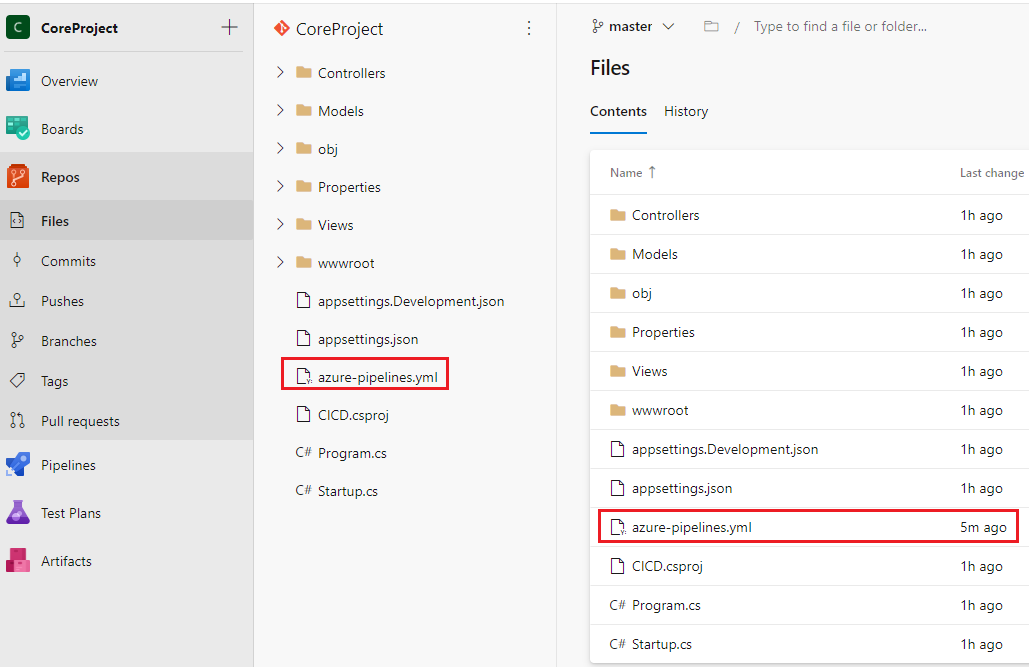 C CoreProject
Overview
Boards
Repos
Files
Commits
Pushes
Branches
Tags
Pull requests
Pipelines
Test Plans
Artifacts
CoreProject
Controllers
Models
obj
Properties
Views
wwwroot
appsettings.Development.json
appsettings.json
azure-pipelines.yml
CICD.csproj
C# Program.cs
C# Startup.cs
master / Type to find a file or folder...
Files
Contents History
Name ↑ Last change
Controllers 1h ago
Models 1h ago
obj 1h ago
Properties 1h ago
Views 1h ago
wwwroot 1h ago
appsettings.Development.json 1h ago
appsettings.json 1h ago
azure-pipelines.yml 5m ago
CICD.csproj 1h ago
C# Program.cs 1h ago
C# Startup.cs 1h ago